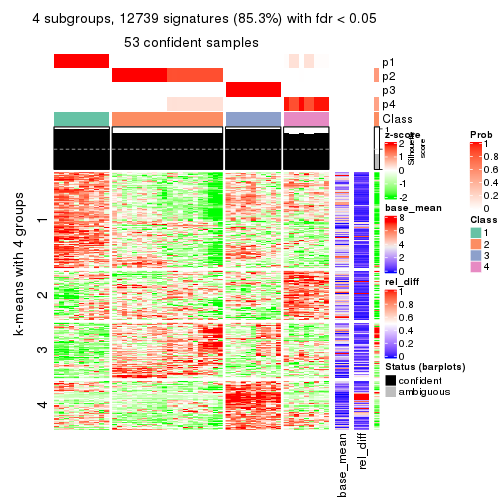 4 subgroups, 12739 signatures (85.3%) with fdr < 0.05
53 confident samples
p1
p2
p3
p4
Class
1
Silhouette
score
k-means with 4 groups
1
2
3
4
base_mean
rel_diff
z-score
2
1
0
-1
-2
base_mean
8
6
4
2
0
rel_diff
1
0.8
0.6
0.4
0.2
0
Status (barplots)
confident
ambiguous
Prob
1
0.8
0.6
0.4
0.2
0
Class
1
2
3
4